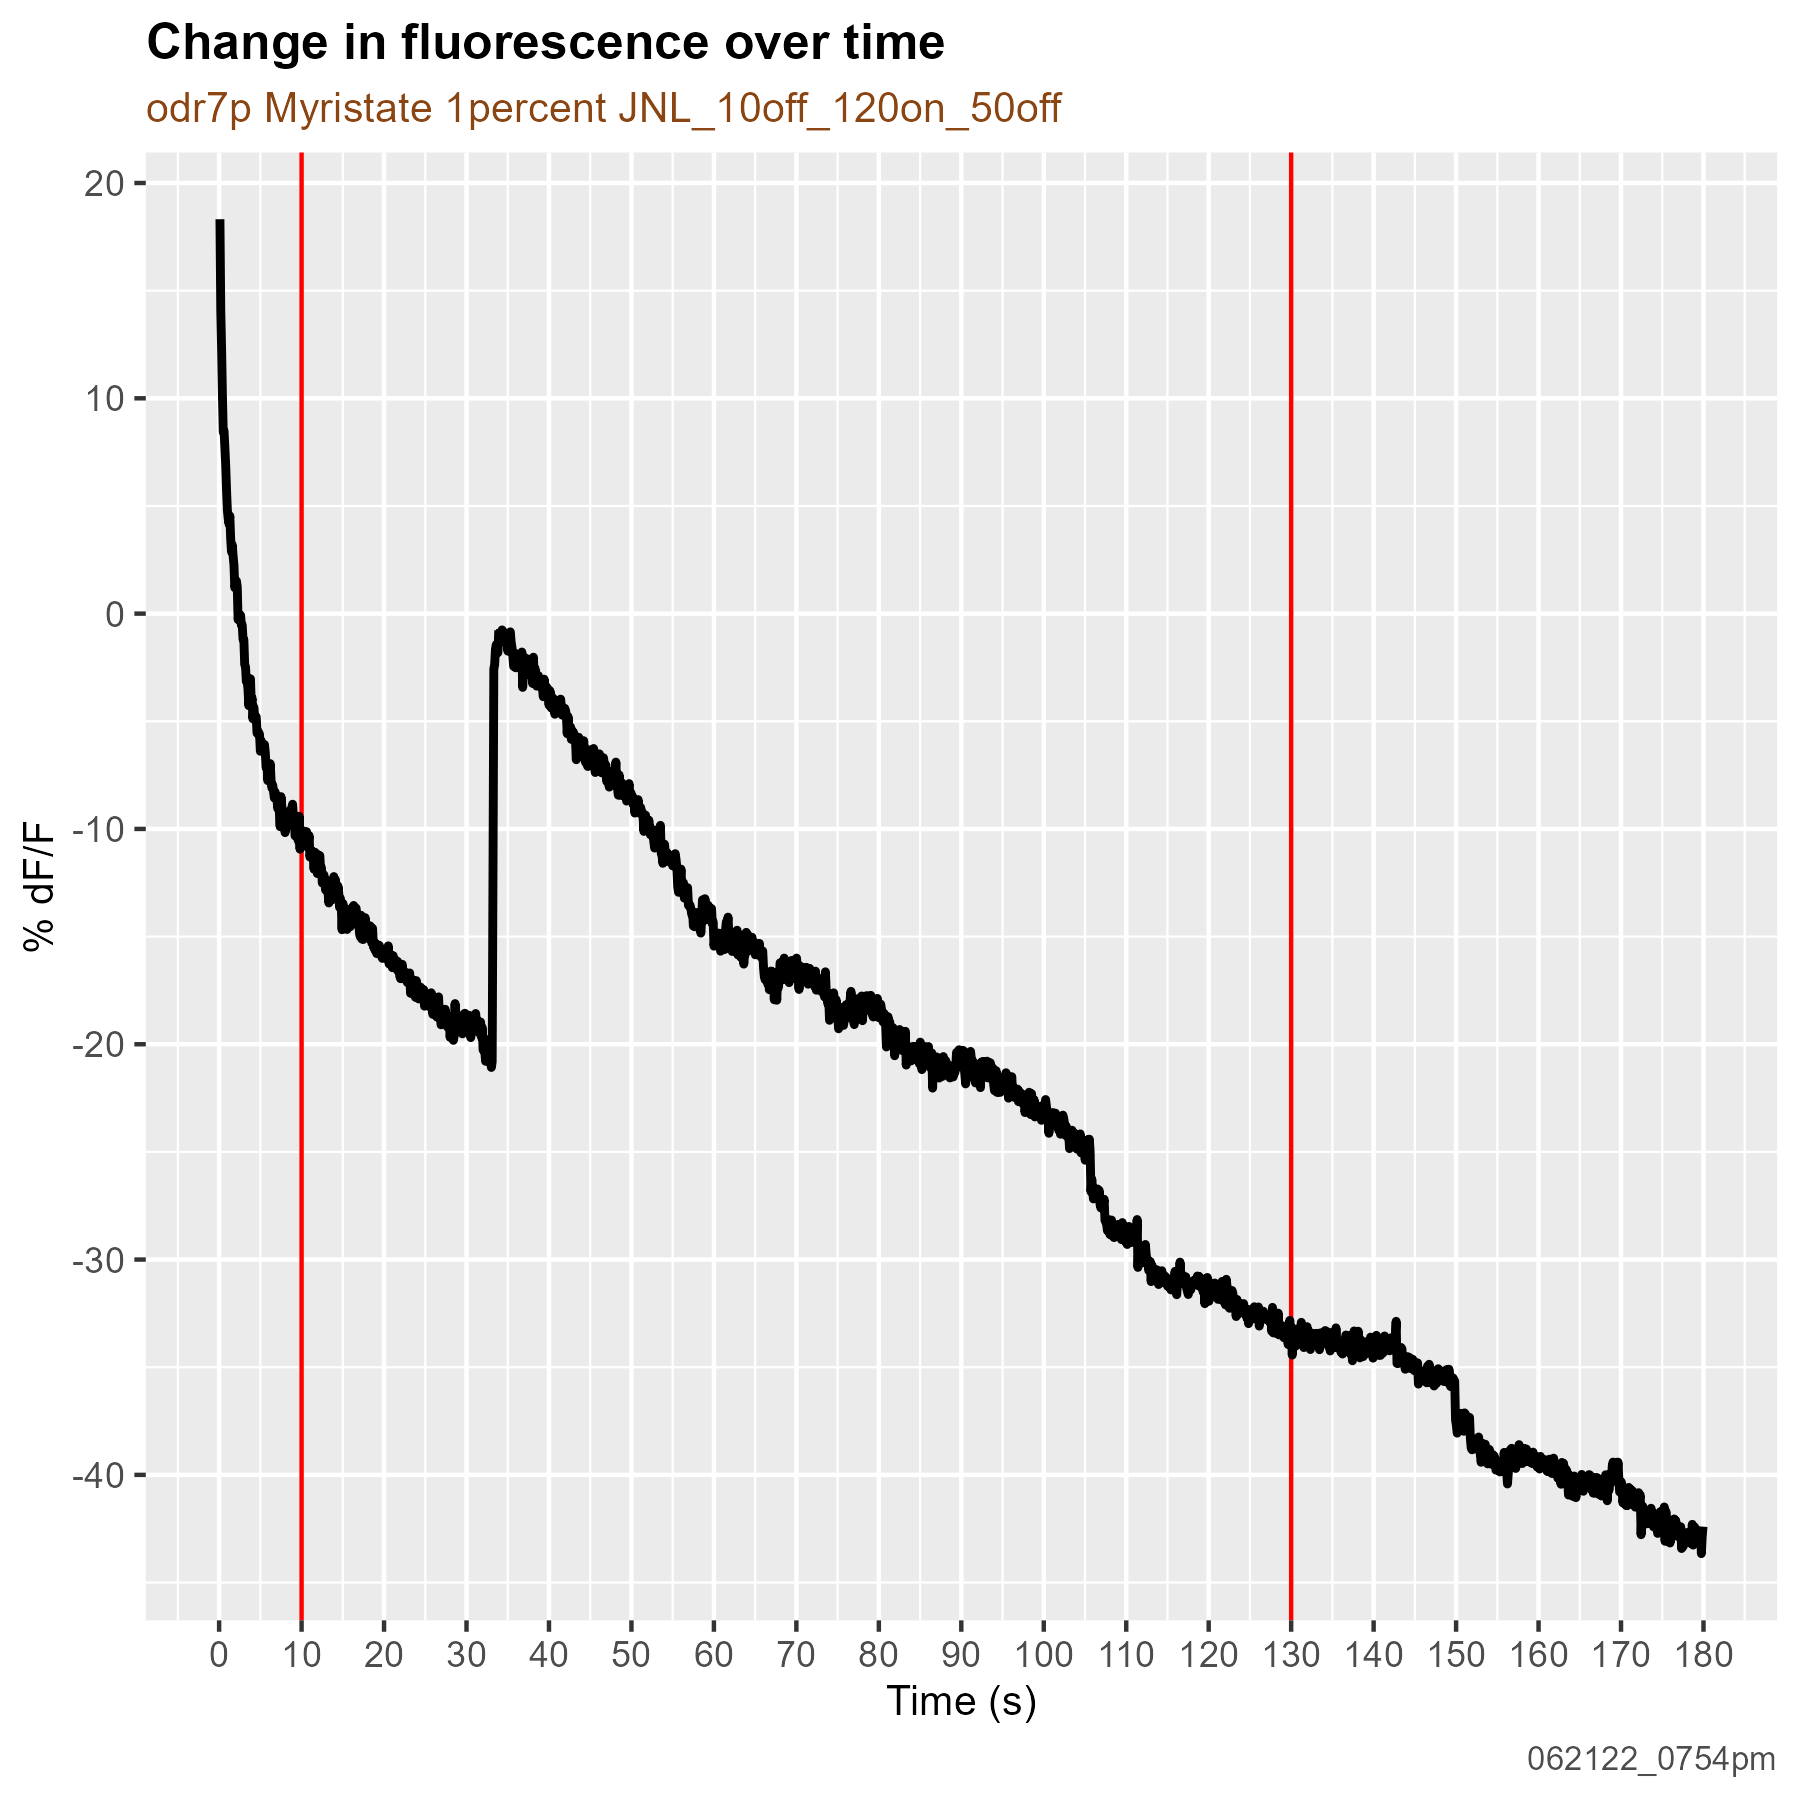 Change in fluorescence over time
odr7p Myristate 1percent JNL_10off_120on_50off
% dF/F
20
10
0
-10
-20
-30
-40
0 10 20 30 40 50 60 70 80 90 100 110 120 130 140 150 160 170 180
Time (s)
062122_0754pm